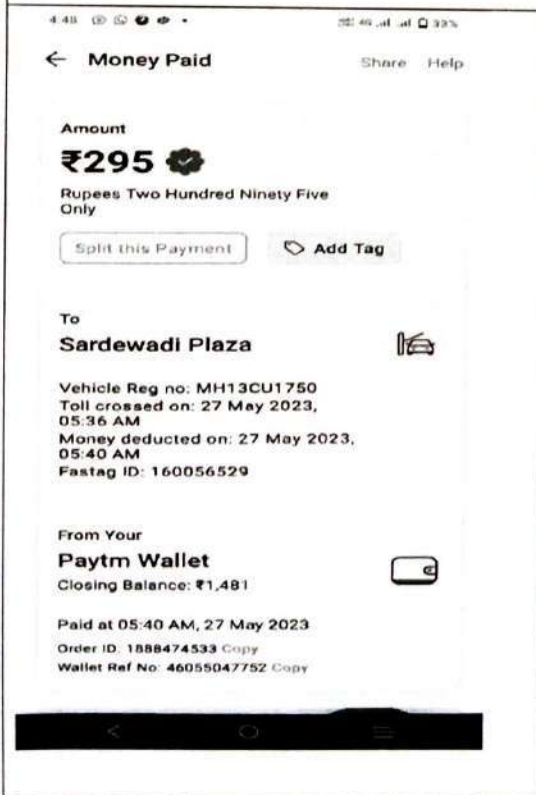 4:48
4G 33%
← Money Paid Share Help
Amount
₹295
Rupees Two Hundred Ninety Five
Only
Split this Payment Add Tag
To
Sardewadi Plaza
Vehicle Reg no: MH13CU1750
Toll crossed on: 27 May 2023,
05:36 AM
Money deducted on: 27 May 2023,
05:40 AM
Fastag ID: 160056529
From Your
Paytm Wallet
Closing Balance: ₹1,481
Paid at 05:40 AM, 27 May 2023
Order ID: 1888474533 Copy
Wallet Ref No: 46055047752 Copy